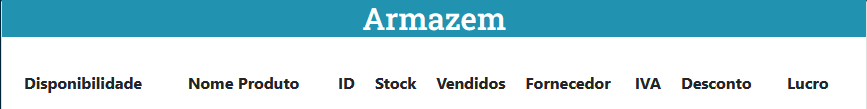 Armazem
Disponibilidade Nome Produto ID Stock Vendidos Fornecedor IVA Desconto Lucro